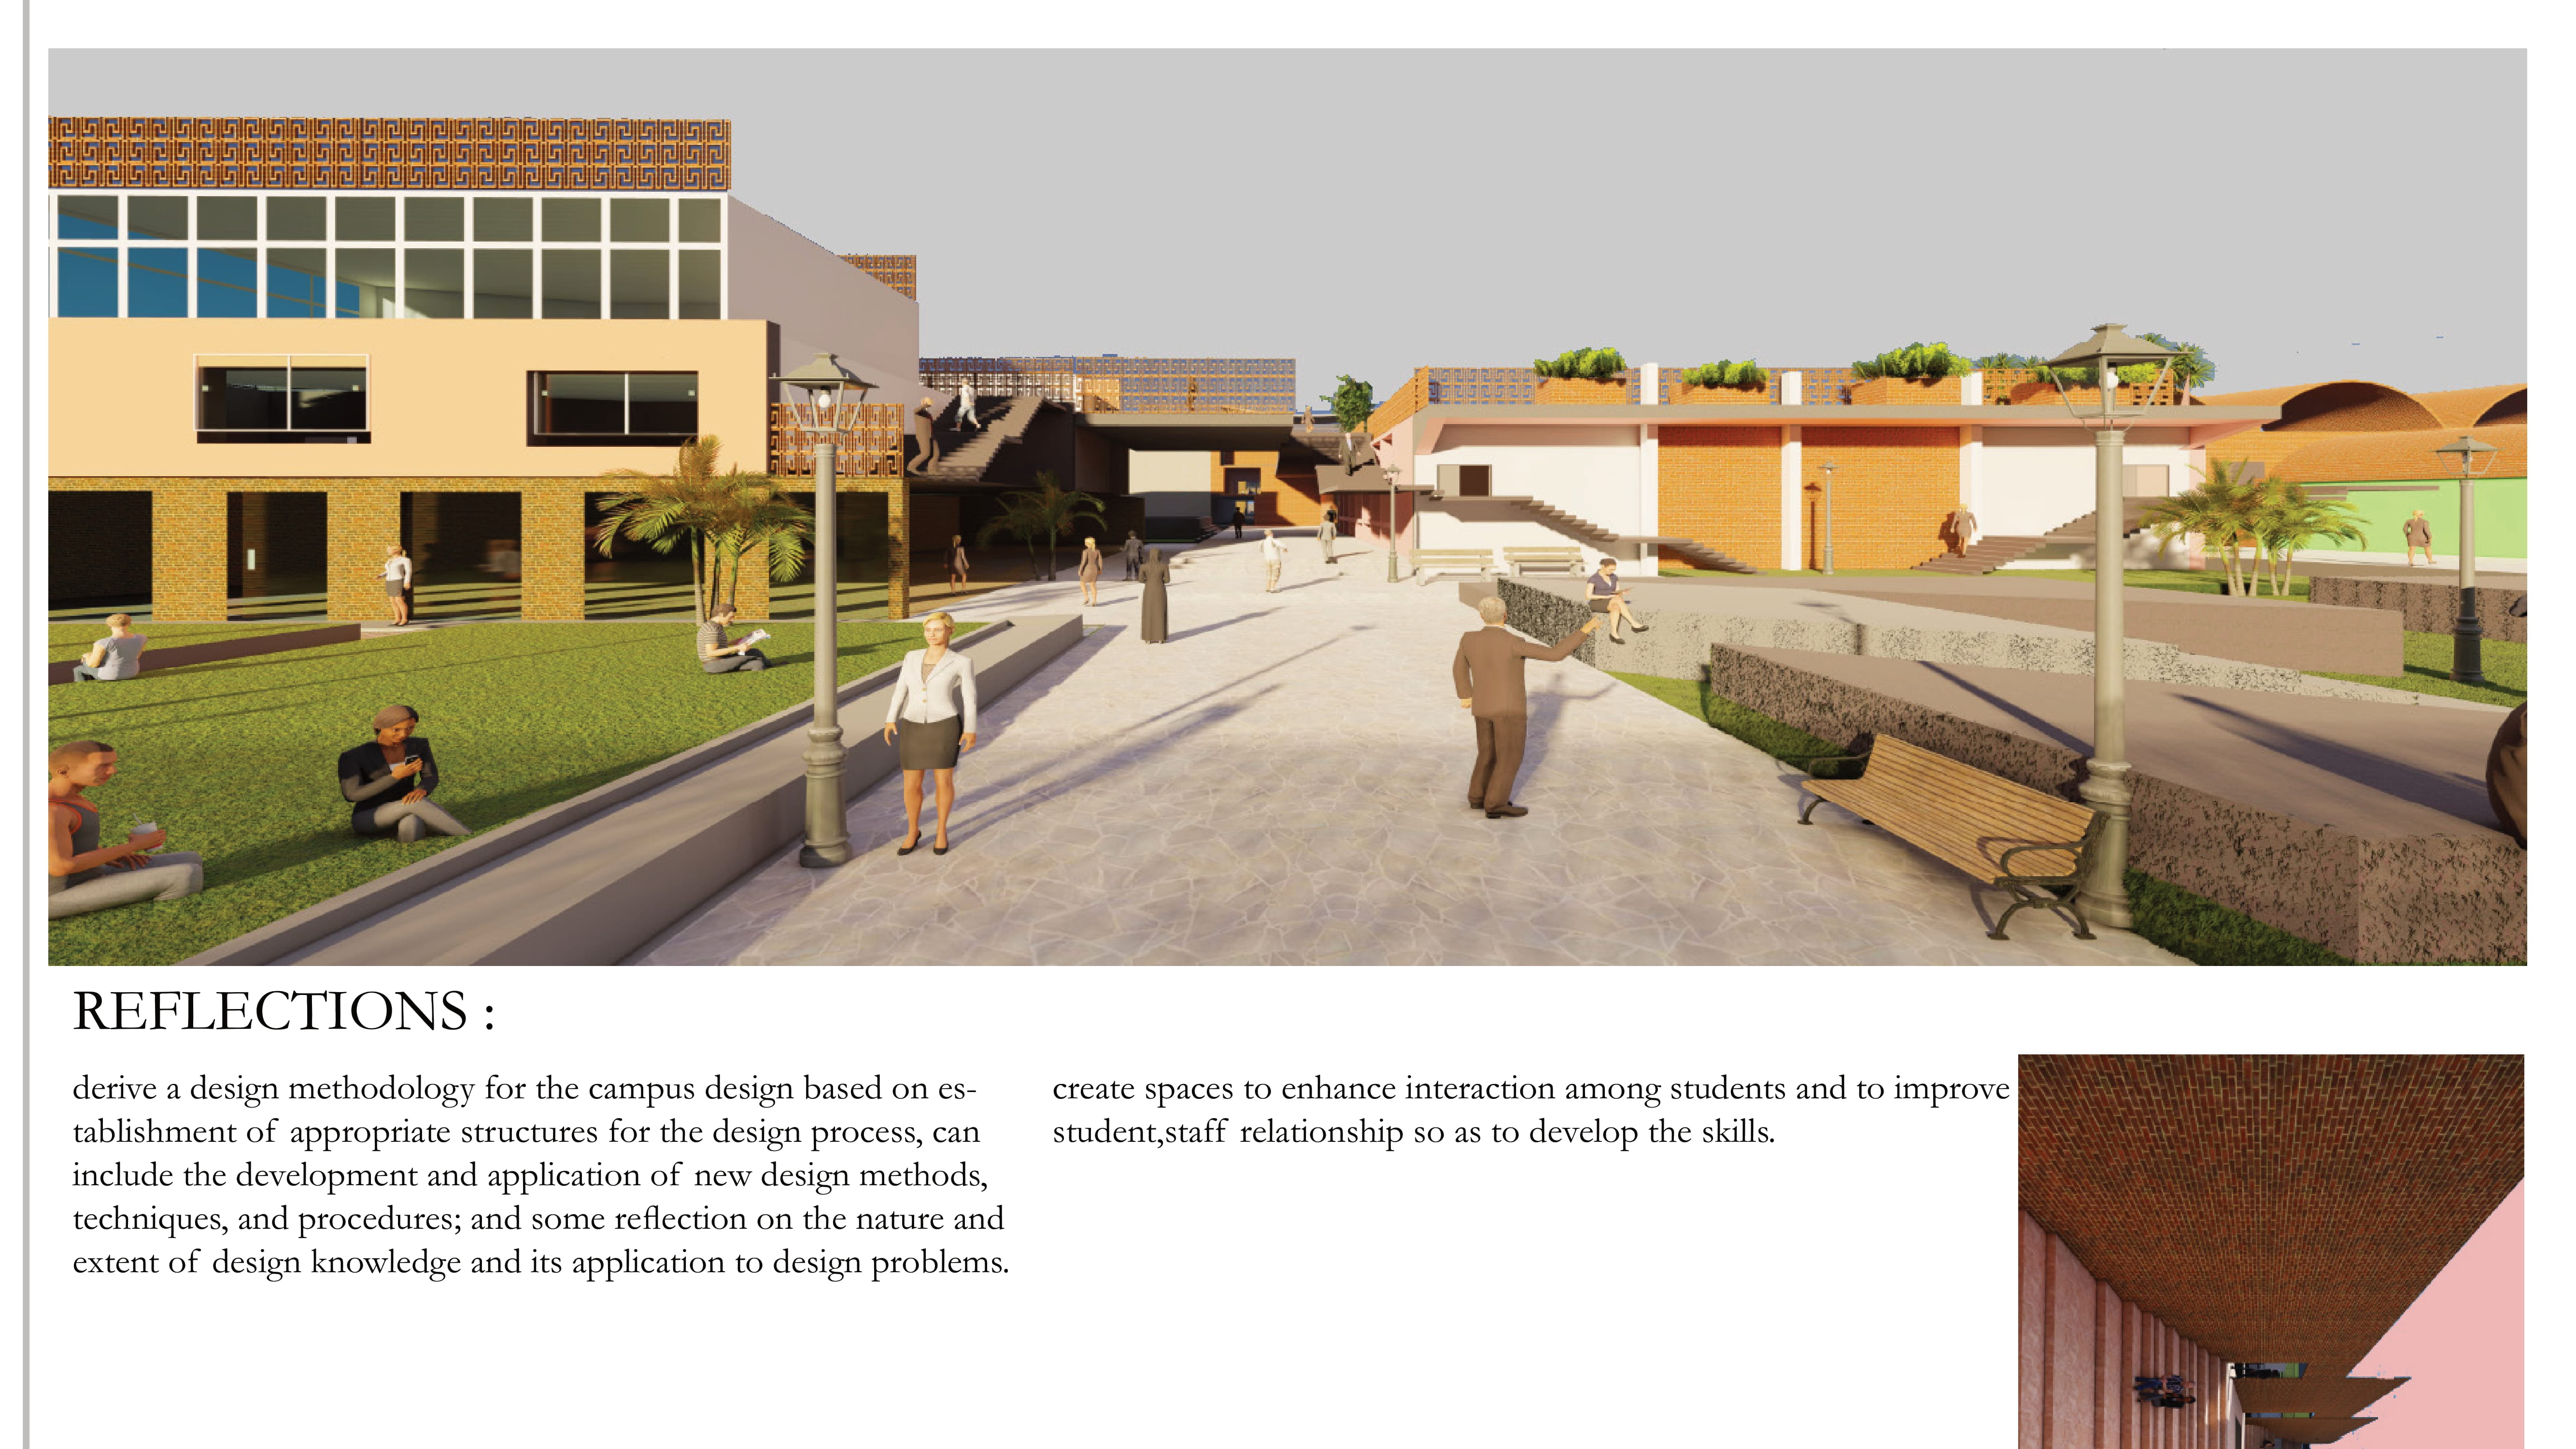 REFLECTIONS :
derive a design methodology for the campus design based on es-
tablishment of appropriate structures for the design process, can
include the development and application of new design methods,
techniques, and procedures; and some reflection on the nature and
extent of design knowledge and its application to design problems.
create spaces to enhance interaction among students and to improve
student,staff relationship so as to develop the skills.